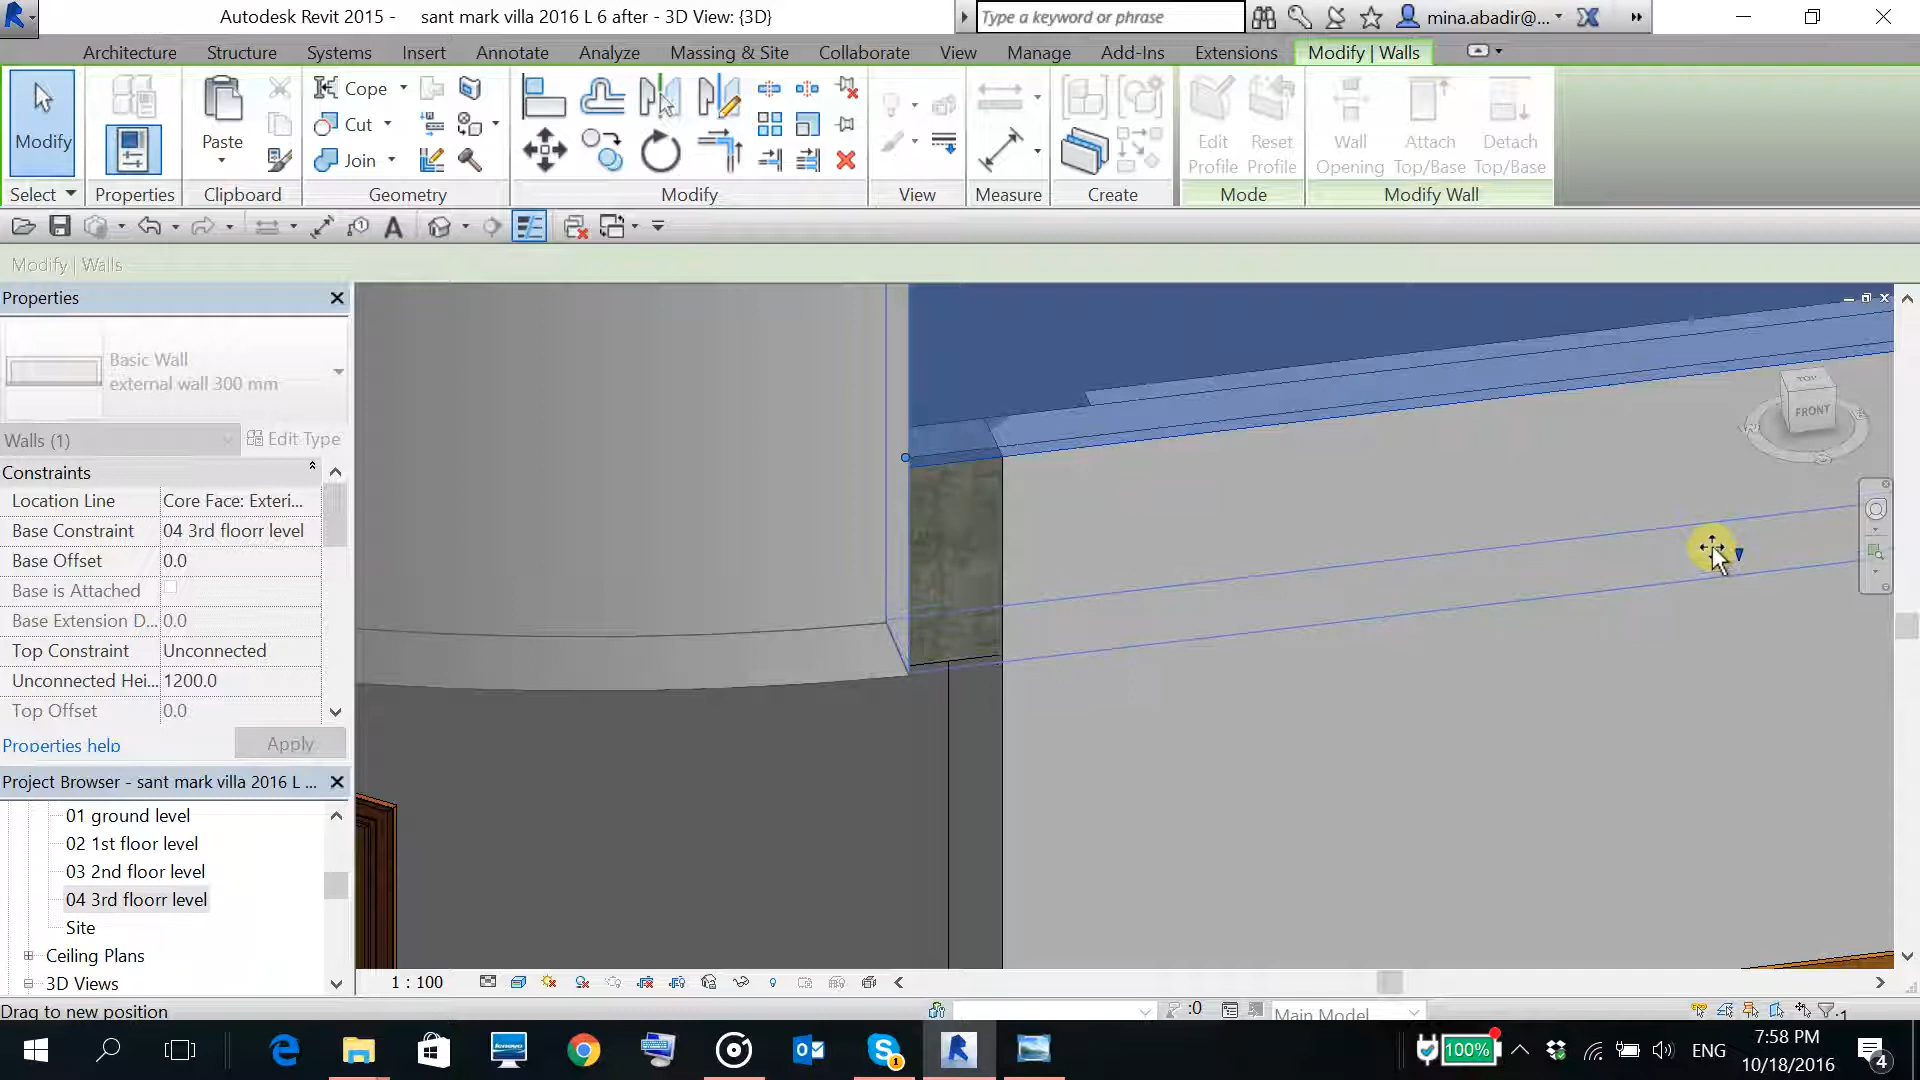 Autodesk Revit 2015 - sant mark villa 2016 L 6 after - 3D View: {3D}
Type a keyword or phrase
mina.abadir@...
Architecture Structure Systems Insert Annotate Analyze Massing & Site Collaborate View Manage Add-Ins Extensions Modify | Walls
Modify
Paste
Cope
Cut
Join
Edit Profile
Reset Profile
Wall Opening
Attach Top/Base
Detach Top/Base
Select Properties Clipboard Geometry Modify View Measure Create Mode Modify Wall
A
Modify | Walls
Properties
Basic Wall
external wall 300 mm
Walls (1)
Edit Type
Constraints
Location Line Core Face: Exteri...
Base Constraint 04 3rd floorr level
Base Offset 0.0
Base is Attached
Base Extension D... 0.0
Top Constraint Unconnected
Unconnected Hei... 1200.0
Top Offset 0.0
Properties help
Apply
Project Browser - sant mark villa 2016 L ...
01 ground level
02 1st floor level
03 2nd floor level
04 3rd floorr level
Site
Ceiling Plans
3D Views
TOP
FRONT
1 : 100
Drag to new position
:0
Main Model
:1
100%
ENG
7:58 PM
10/18/2016
1
4